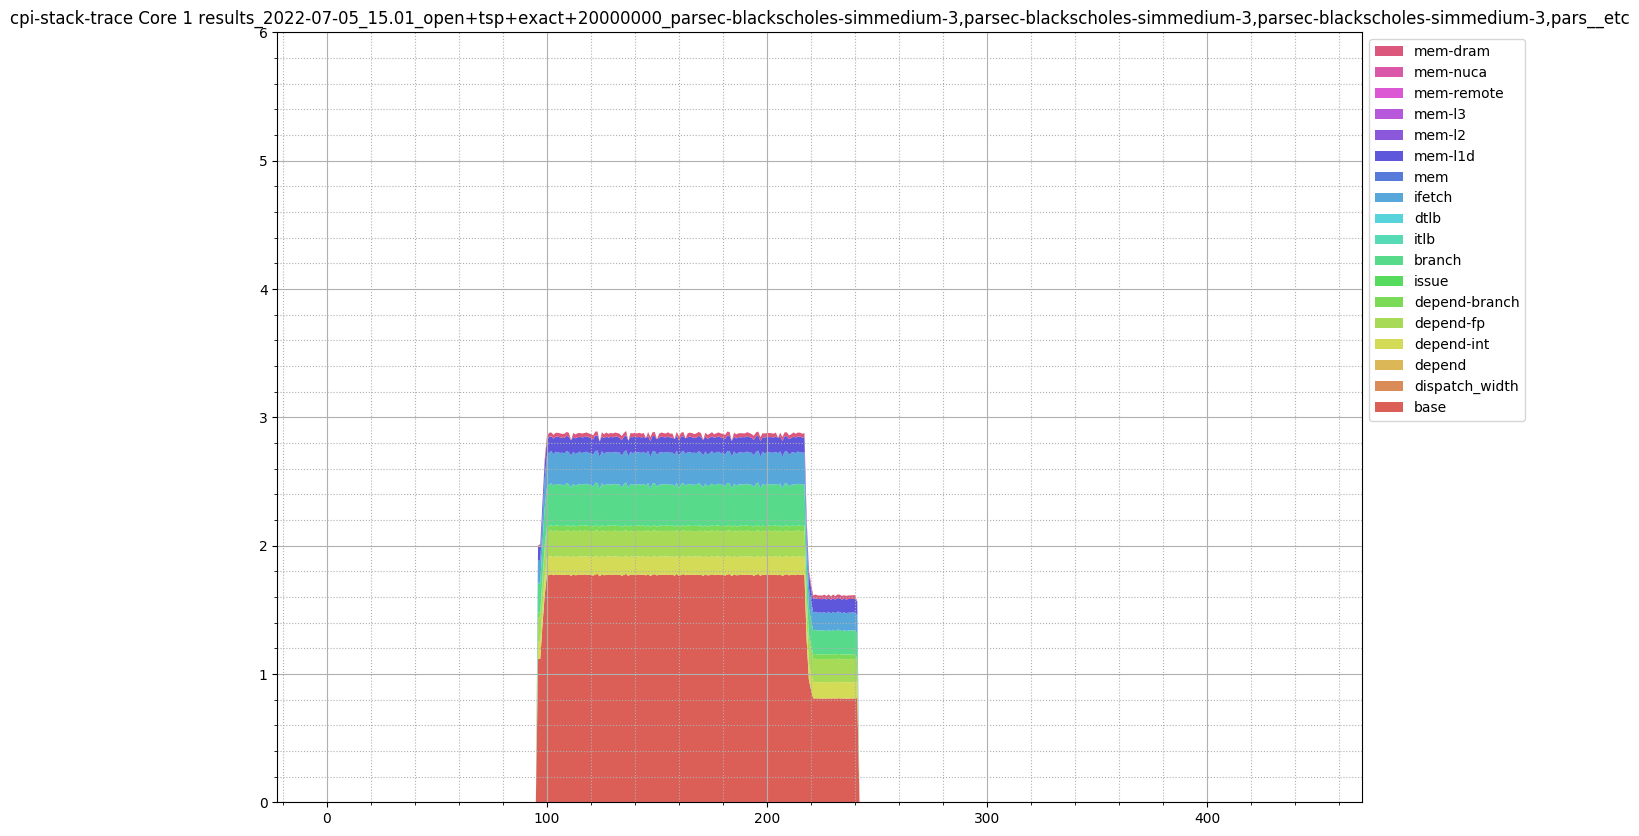 cpi-stack-trace Core 1 results_2022-07-05_15.01_open+tsp+exact+20000000_parsec-blackscholes-simmedium-3,parsec-blackscholes-simmedium-3,parsec-blackscholes-simmedium-3,pars__etc
6
5
4
3
2
1
0
0 100 200 300 400
mem-dram
mem-nuca
mem-remote
mem-l3
mem-l2
mem-l1d
mem
ifetch
dtlb
itlb
branch
issue
depend-branch
depend-fp
depend-int
depend
dispatch_width
base